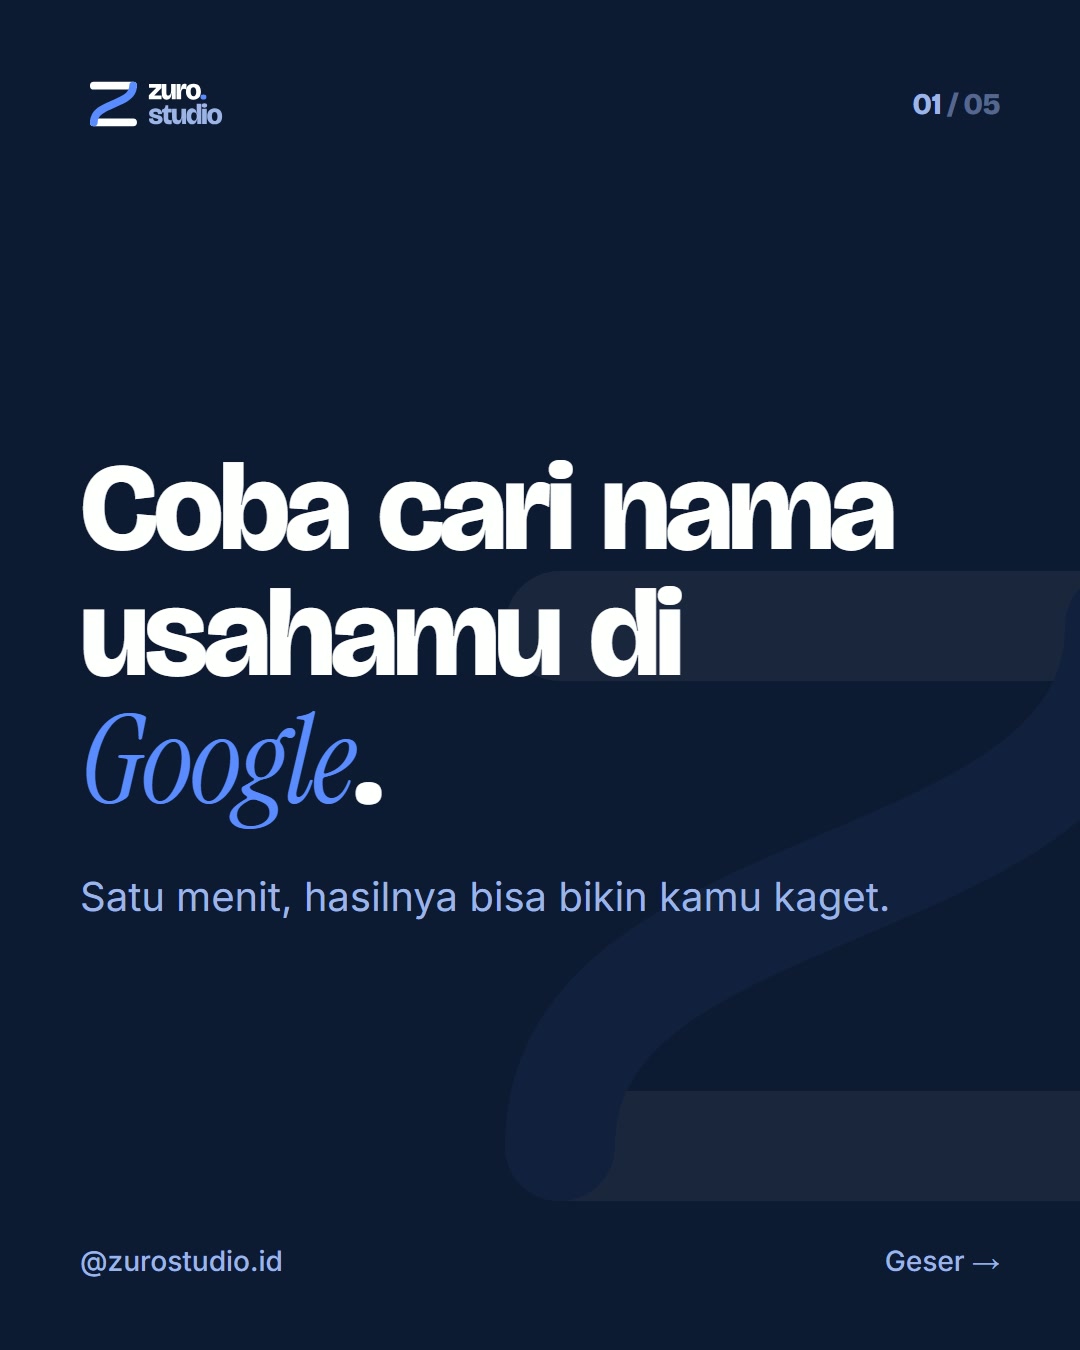 zuro.
studio
01 / 05
Coba cari nama
usahamu di
Google.
Satu menit, hasilnya bisa bikin kamu kaget.
@zurostudio.id
Geser →